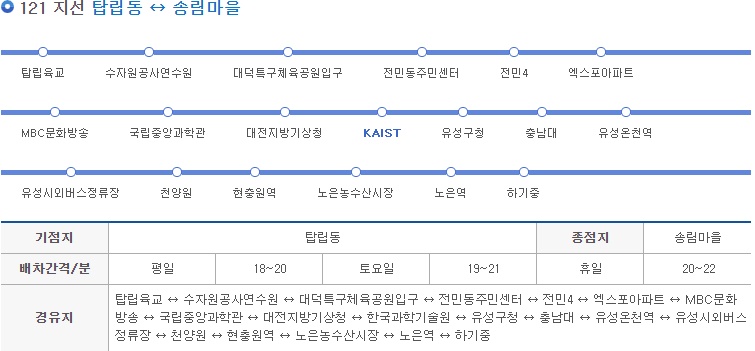 121 지선 탑립동 ↔ 송림마을
탑립육교 수자원공사연수원 대덕특구체육공원입구 전민동주민센터 전민4 엑스포아파트
MBC문화방송 국립중앙과학관 대전지방기상청 KAIST 유성구청 충남대 유성온천역
유성시외버스정류장 천양원 현충원역 노은농수산시장 노은역 하기중
기점지 탑립동 종점지 송림마을
배차간격/분 평일 18~20 토요일 19~21 휴일 20~22
경유지 탑립육교 ↔ 수자원공사연수원 ↔ 대덕특구체육공원입구 ↔ 전민동주민센터 ↔ 전민4 ↔ 엑스포아파트 ↔ MBC문화
방송 ↔ 국립중앙과학관 ↔ 대전지방기상청 ↔ 한국과학기술원 ↔ 유성구청 ↔ 충남대 ↔ 유성온천역 ↔ 유성시외버스
정류장 ↔ 천양원 ↔ 현충원역 ↔ 노은농수산시장 ↔ 노은역 ↔ 하기중